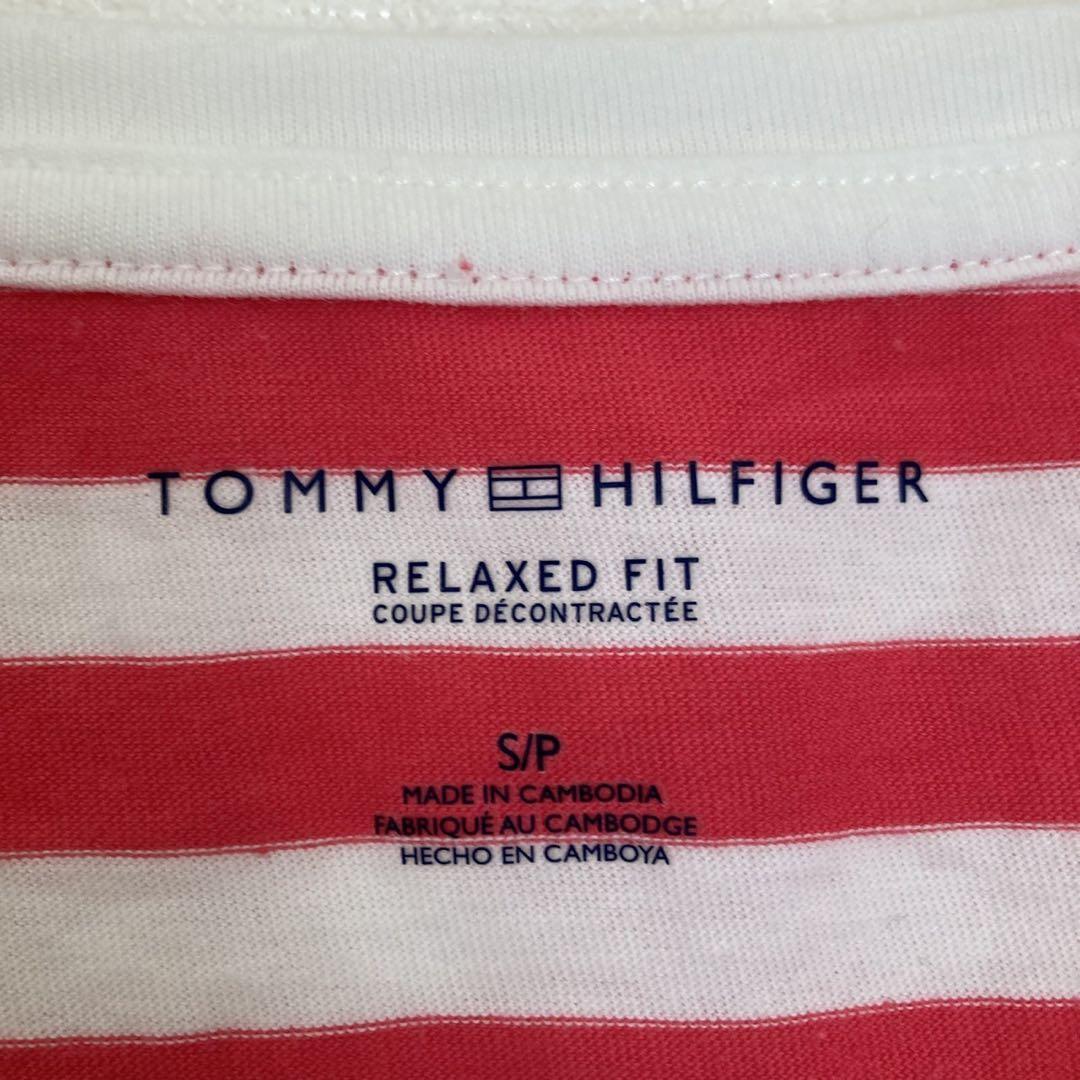 TOMMY HILFIGER
RELAXED FIT
COUPE DÉCONTRACTÉE
S/P
MADE IN CAMBODIA
FABRIQUÉ AU CAMBODGE
HECHO EN CAMBOYA